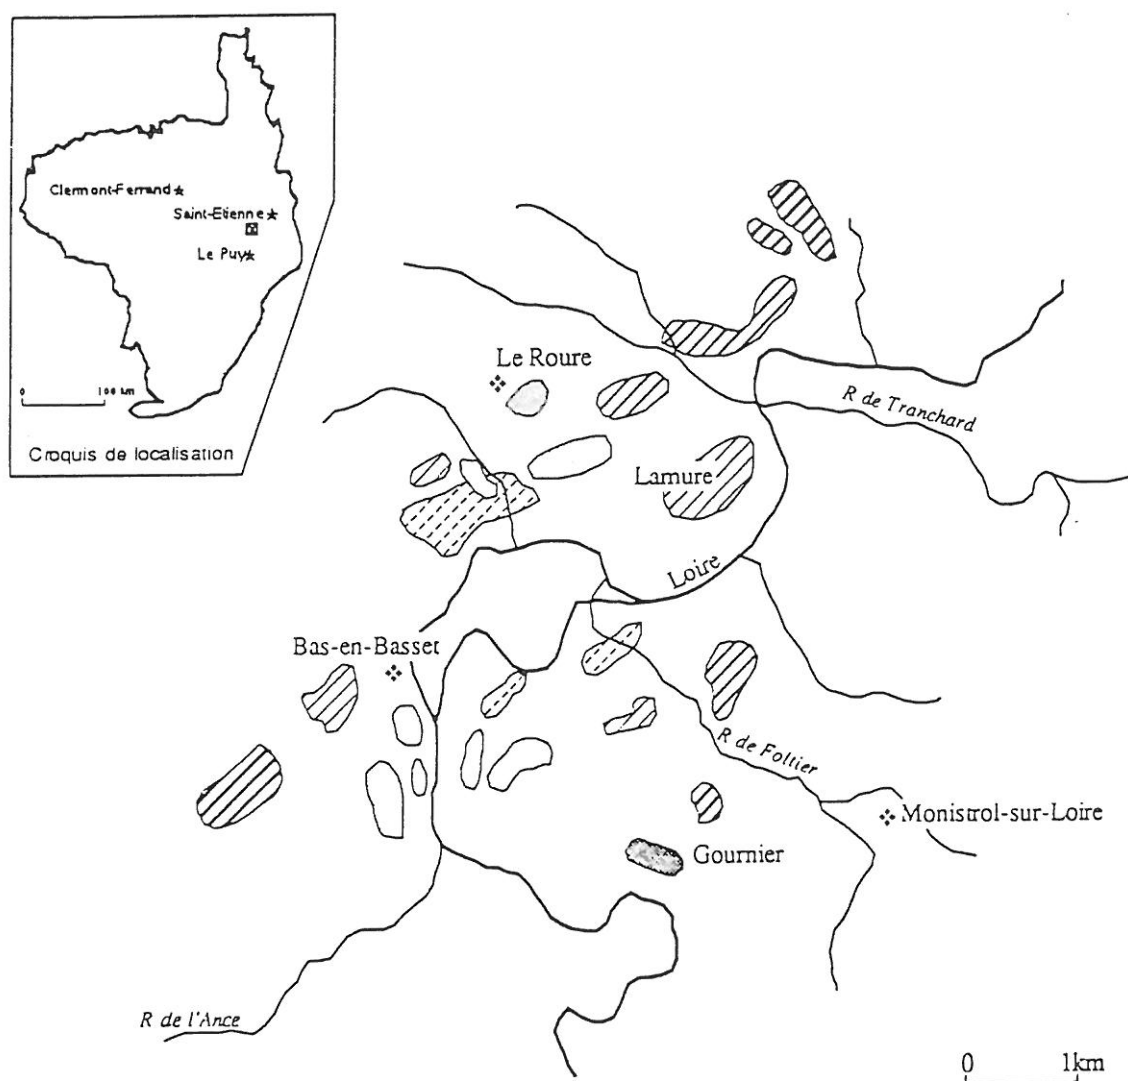 Clermont-Ferrand
Saint-Etienne
Le Puy
0 100 km
Croquis de localisation
Le Roure
R de Tranchard
Lamure
Loire
Bas-en-Basset
R de Foltier
Monistrol-sur-Loire
Gournier
R de l'Ance
0 1km